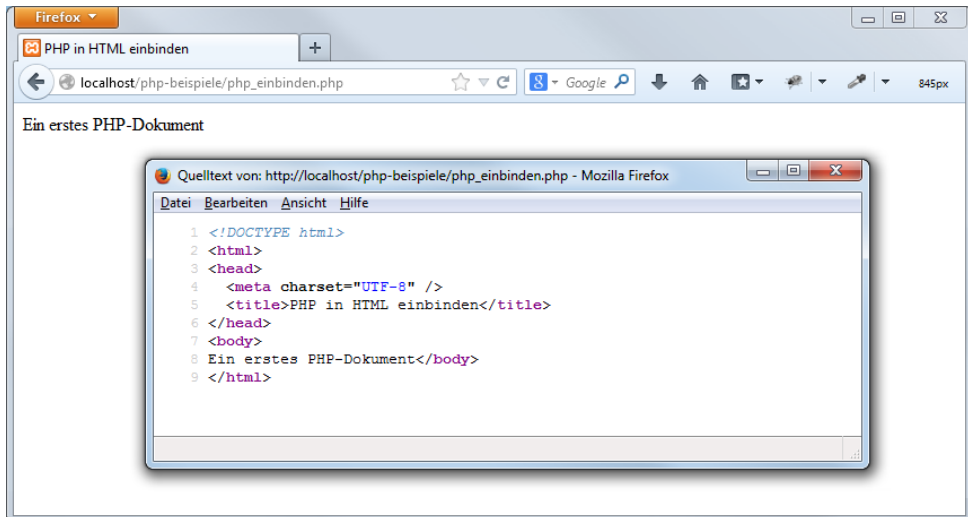 Firefox
PHP in HTML einbinden
localhost/php-beispiele/php_einbinden.php
8 Google
845px
Ein erstes PHP-Dokument
Quelltext von: http://localhost/php-beispiele/php_einbinden.php - Mozilla Firefox
Datei Bearbeiten Ansicht Hilfe
1 <!DOCTYPE html>
2 <html>
3 <head>
4 <meta charset="UTF-8" />
5 <title>PHP in HTML einbinden</title>
6 </head>
7 <body>
8 Ein erstes PHP-Dokument</body>
9 </html>